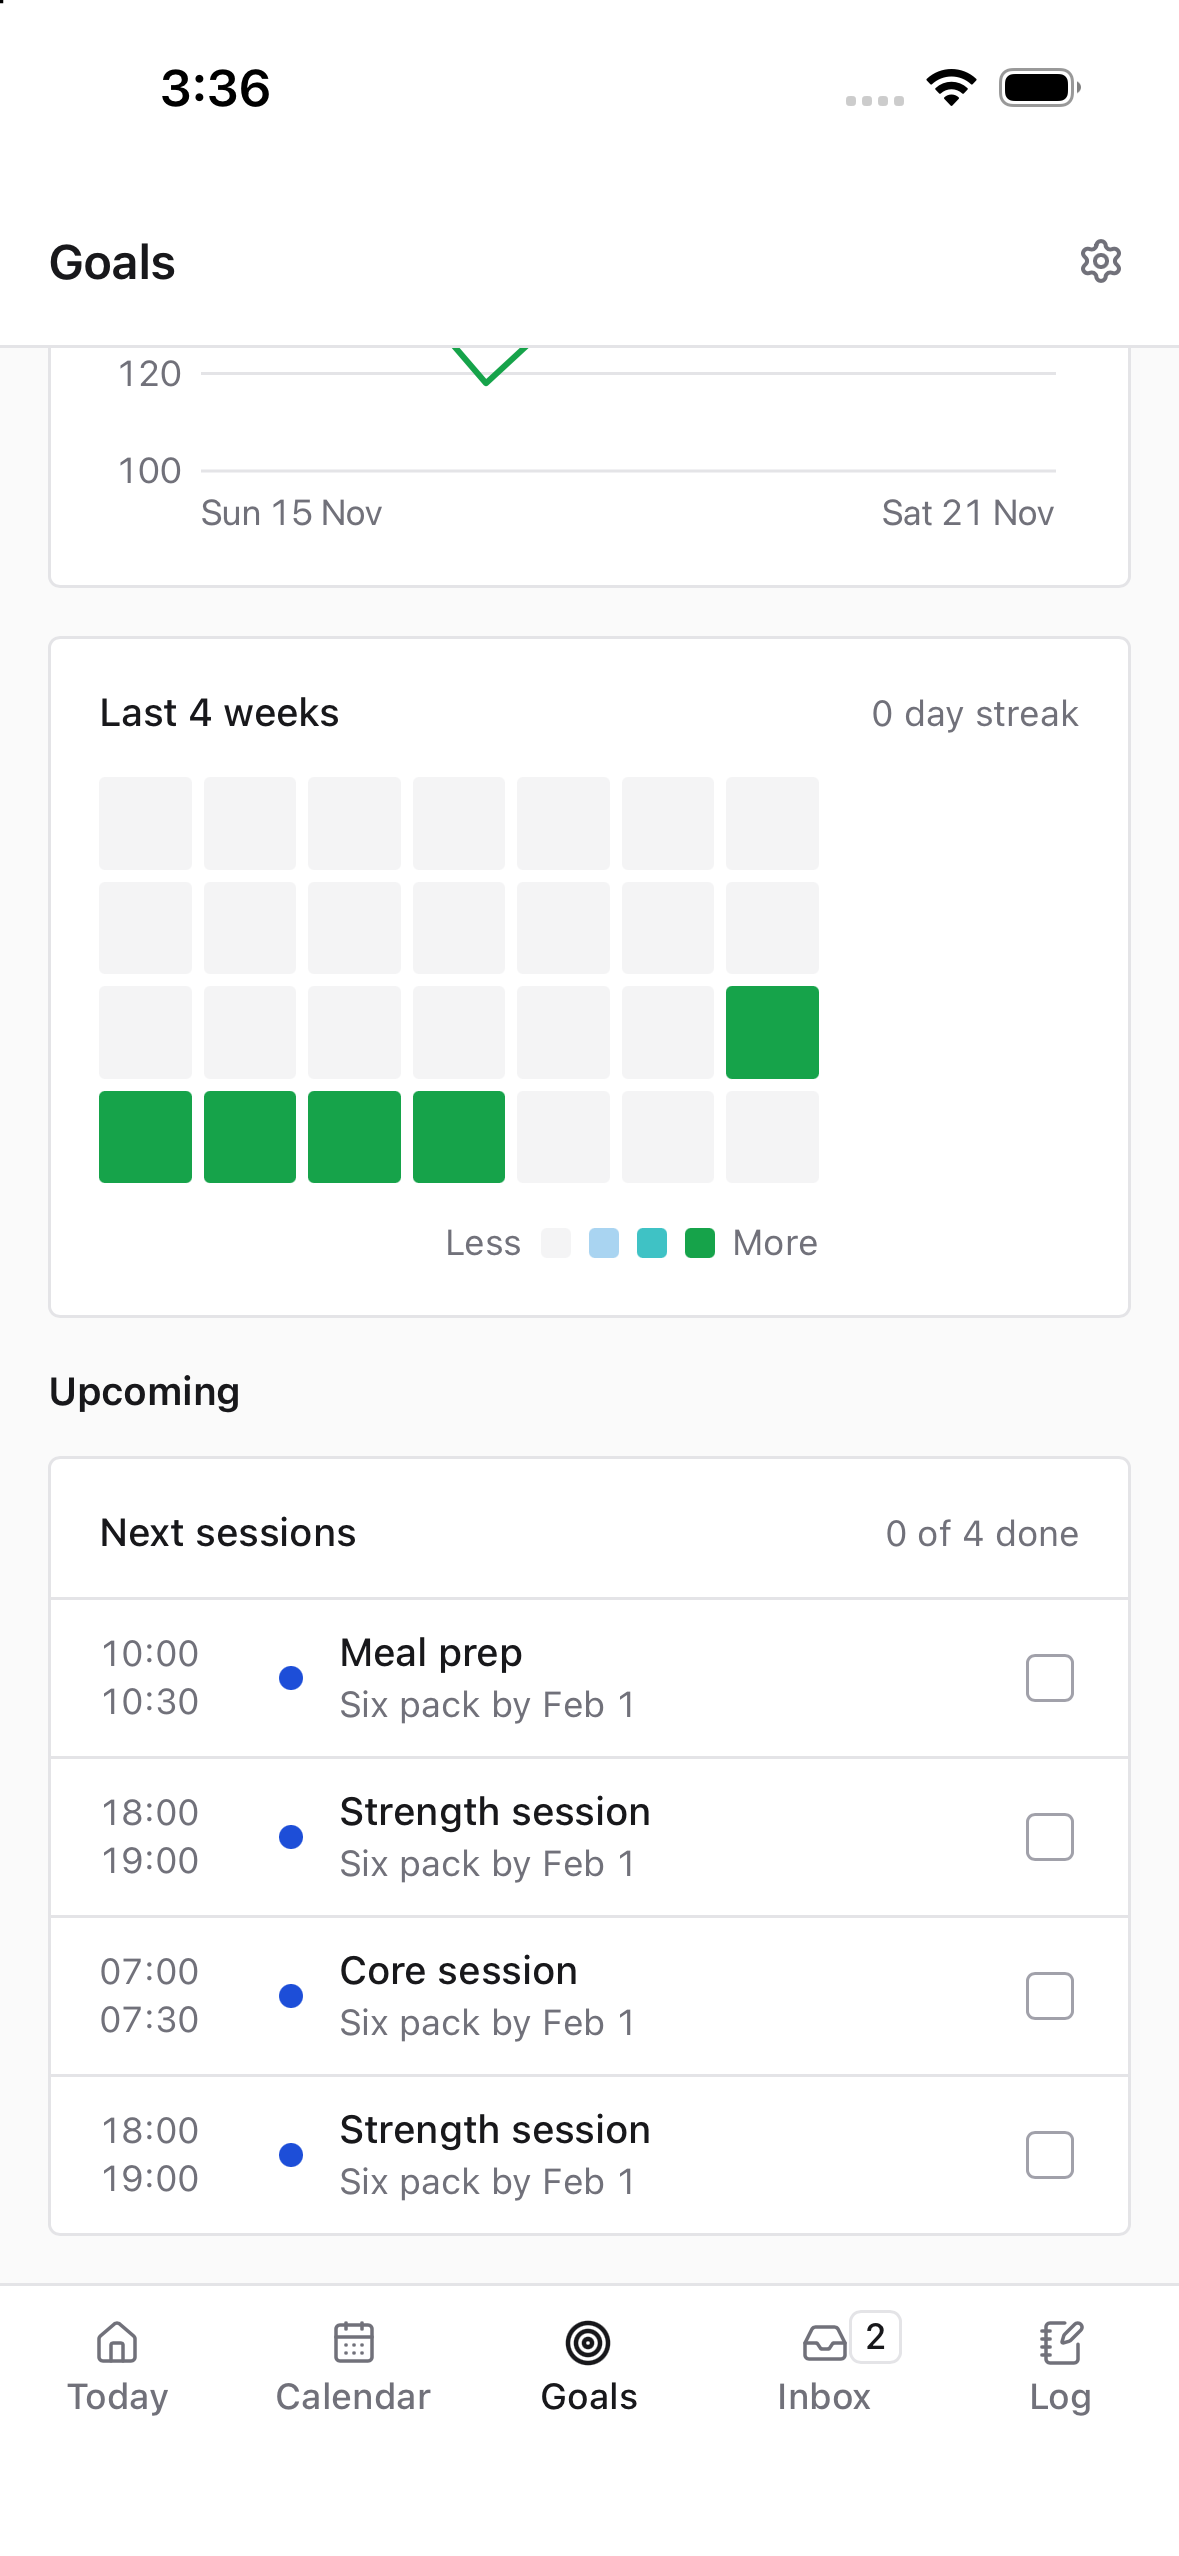 3:36
Goals
120
100
Sun 15 Nov
Sat 21 Nov
Last 4 weeks
0 day streak
Less
More
Upcoming
Next sessions
0 of 4 done
10:00
10:30
Meal prep
Six pack by Feb 1
18:00
19:00
Strength session
Six pack by Feb 1
07:00
07:30
Core session
Six pack by Feb 1
18:00
19:00
Strength session
Six pack by Feb 1
2
Today
Calendar
Goals
Inbox
Log